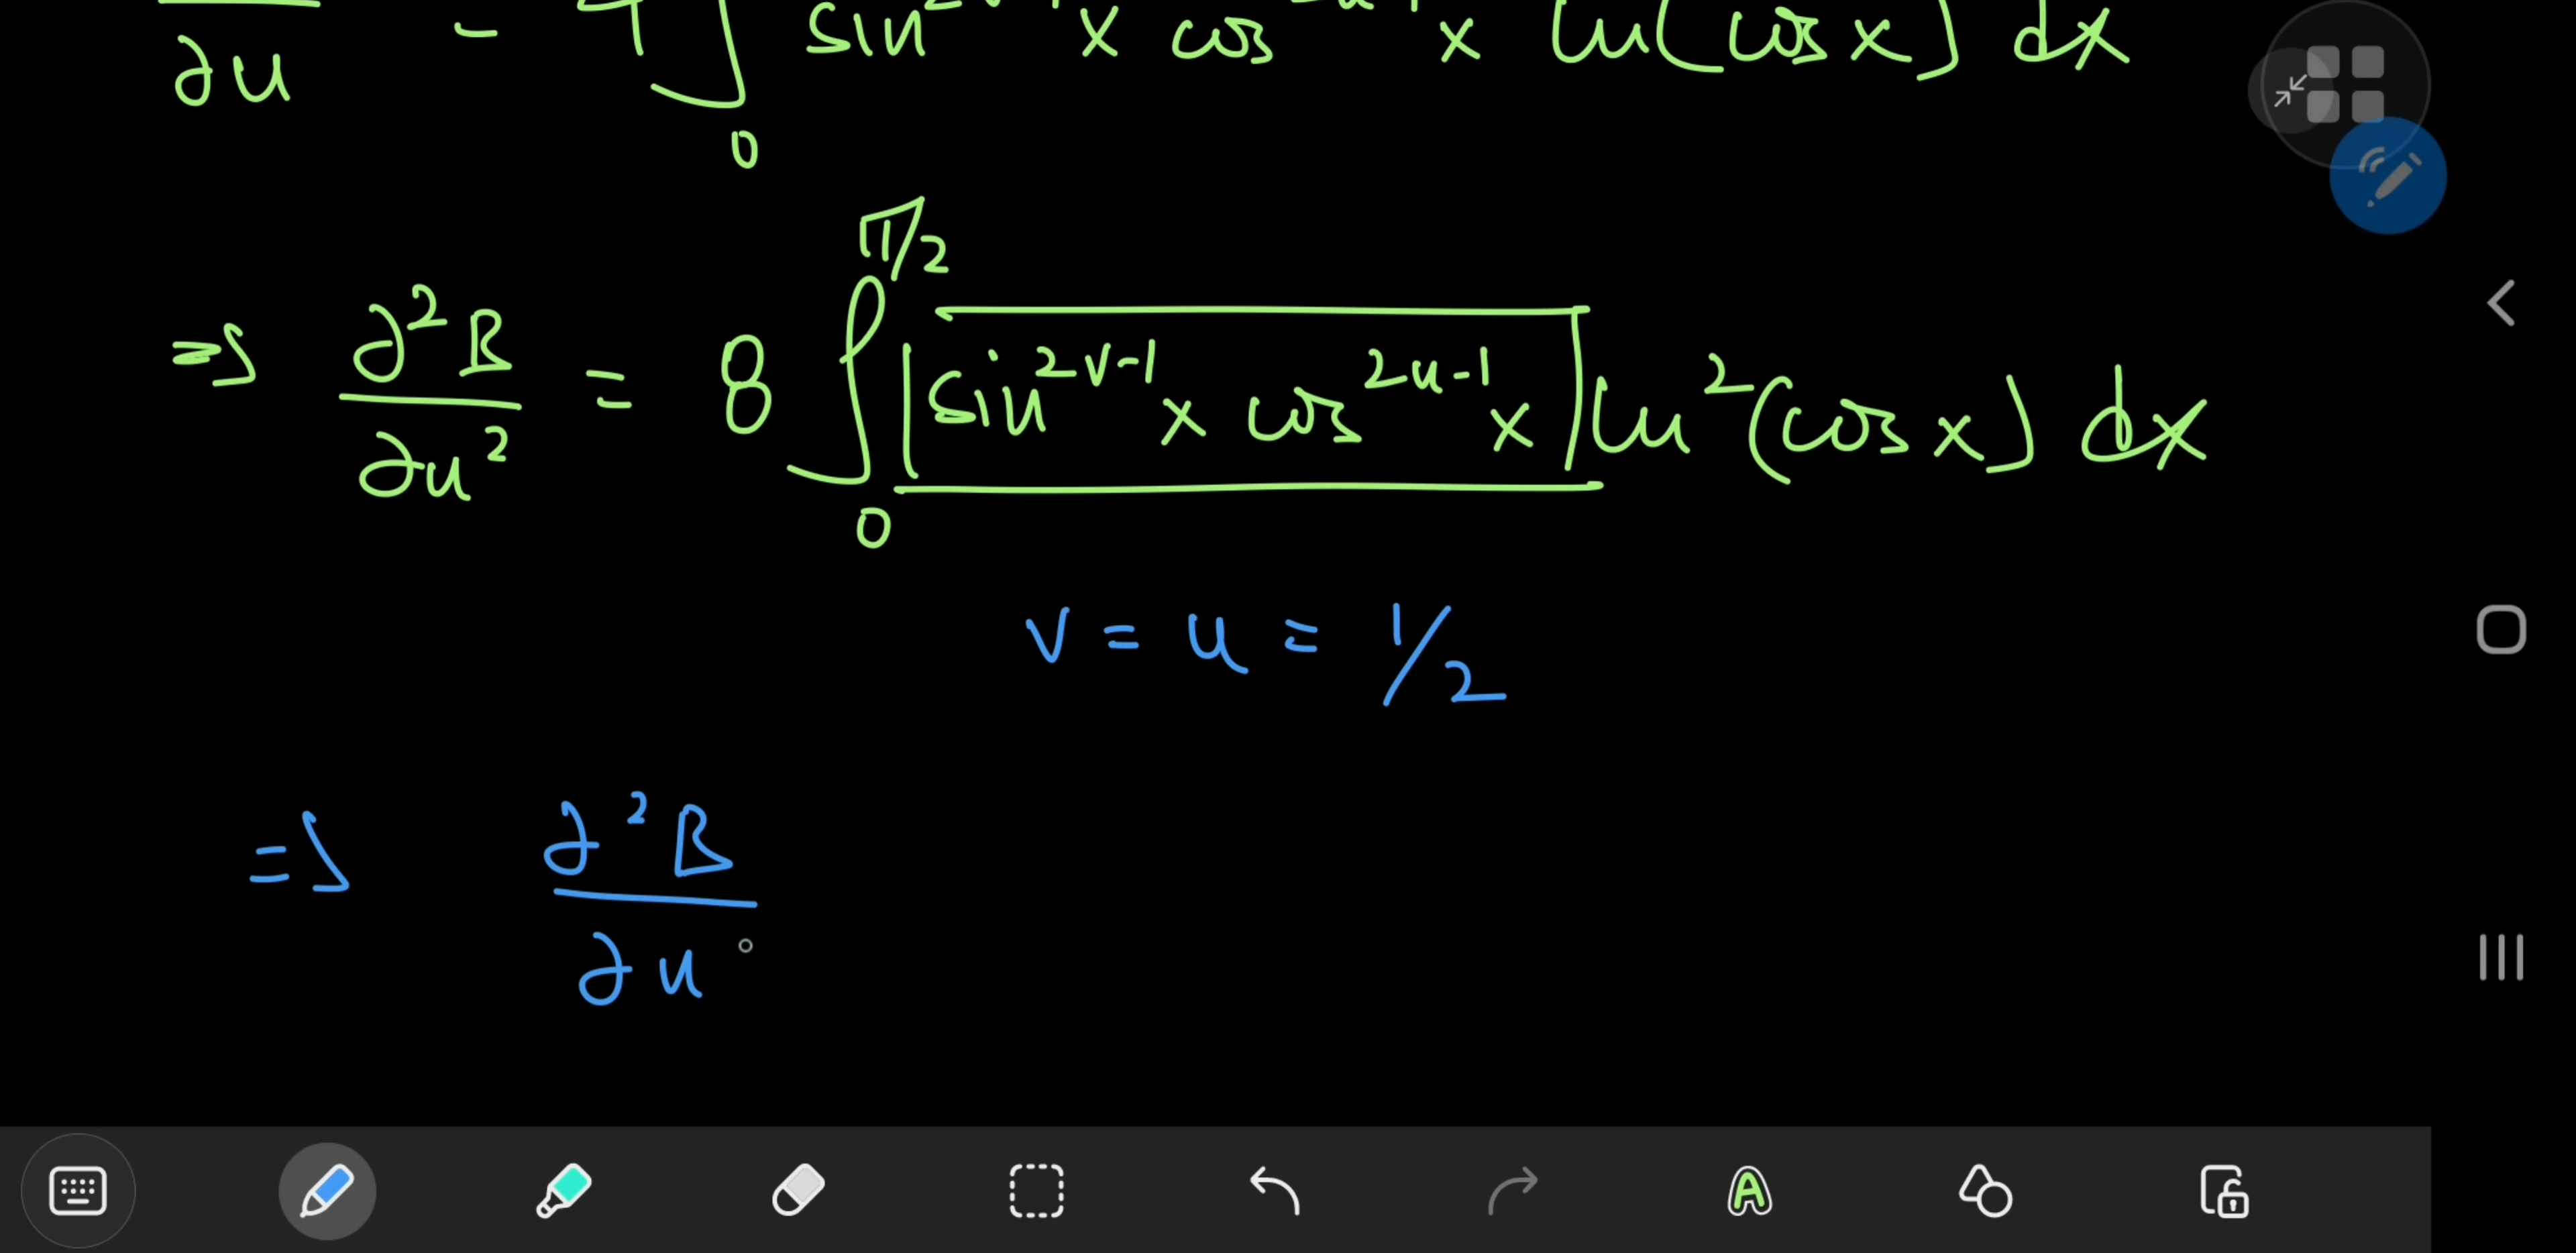 ∂u = 4 ∫₀ sin x cos x ln(cos x) dx
=> ∂²B/∂u² = 8 ∫₀^{π/2} [sin^{2v-1} x cos^{2u-1} x] ln²(cos x) dx
v = u = 1/2
=> ∂²B/∂u
A